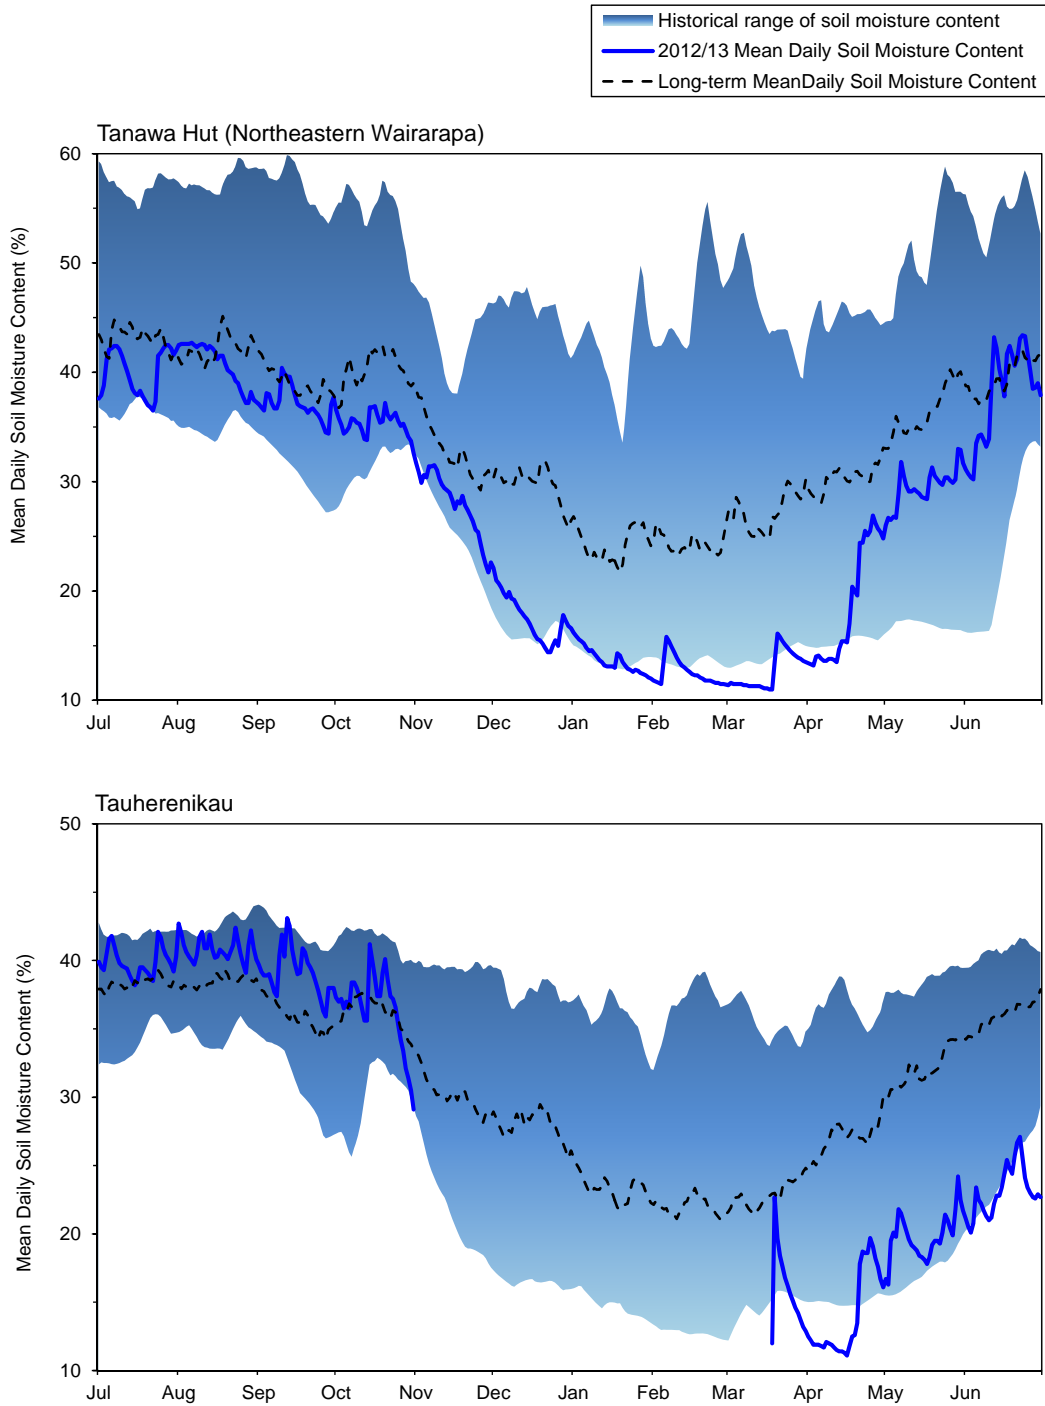 Historical range of soil moisture content
2012/13 Mean Daily Soil Moisture Content
Long-term MeanDaily Soil Moisture Content
Tanawa Hut (Northeastern Wairarapa)
Mean Daily Soil Moisture Content (%)
60
50
40
30
20
10
Jul Aug Sep Oct Nov Dec Jan Feb Mar Apr May Jun
Tauherenikau
Mean Daily Soil Moisture Content (%)
50
40
30
20
10
Jul Aug Sep Oct Nov Dec Jan Feb Mar Apr May Jun